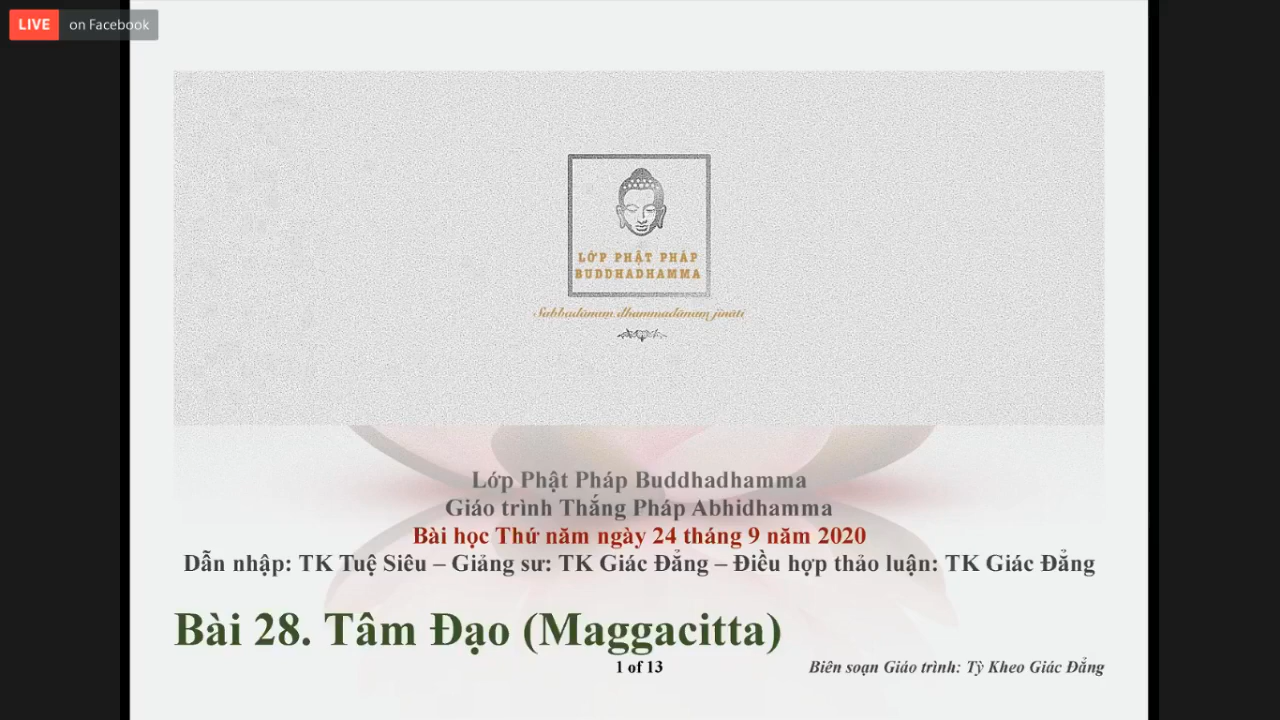 LIVE on Facebook
LỚP PHẬT PHÁP
BUDDHADHAMMA
Sabbadānaṃ dhammadānaṃ jināti
Lớp Phật Pháp Buddhadhamma
Giáo trình Thắng Pháp Abhidhamma
Bài học Thứ năm ngày 24 tháng 9 năm 2020
Dẫn nhập: TK Tuệ Siêu – Giảng sư: TK Giác Đẳng – Điều hợp thảo luận: TK Giác Đẳng
Bài 28. Tâm Đạo (Maggacitta)
1 of 13
Biên soạn Giáo trình: Tỳ Kheo Giác Đẳng